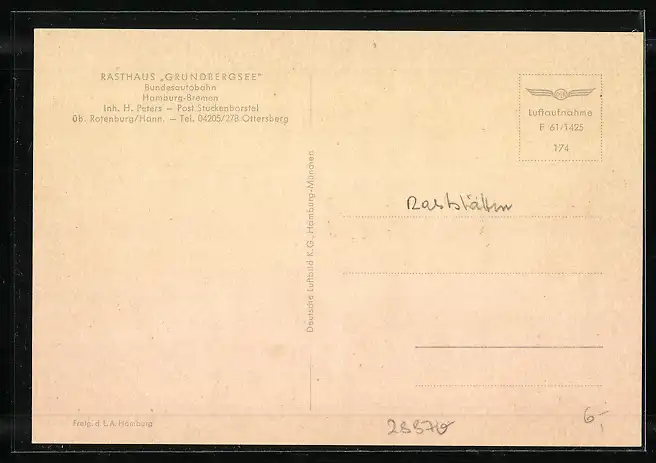 RASTHAUS „GRUNDBERGSEE"
Bundesautobahn
Hamburg-Bremen
Inh. H. Peters – Post Stuckenborstel
üb. Rotenburg/Hann. – Tel. 04205/278 Ottersberg
Luftaufnahme
F 61/1425
174
Raststätten
Deutsche Luftbild K.G., Hamburg-München
Freig. d. L.A. Hamburg
6,-